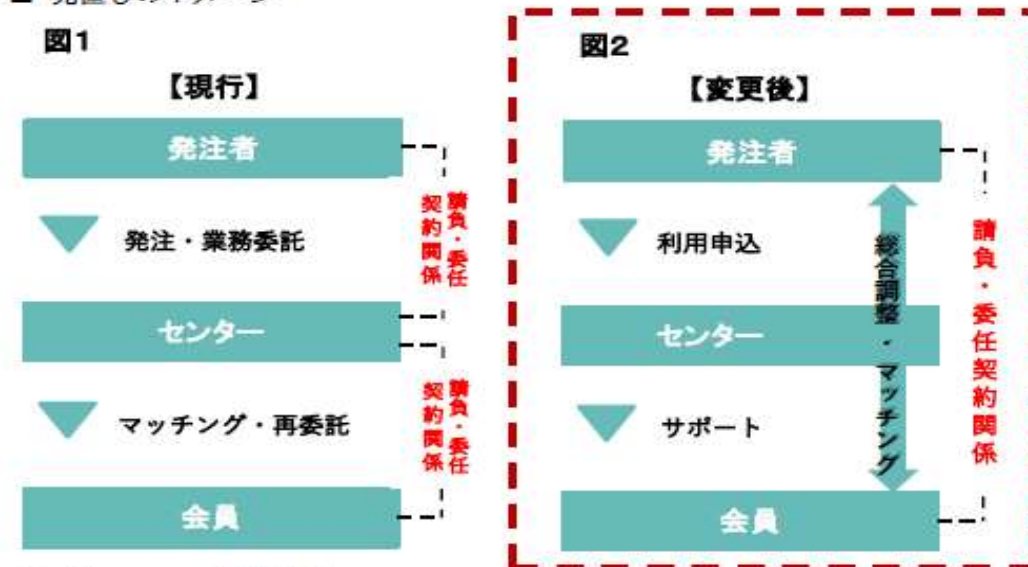 図1
【現行】
発注者
発注・業務委託
請負・委任
契約関係
センター
マッチング・再委託
請負・委任
契約関係
会員
図2
【変更後】
発注者
利用申込
総合調整・マッチング
請負・委任契約関係
センター
サポート
会員